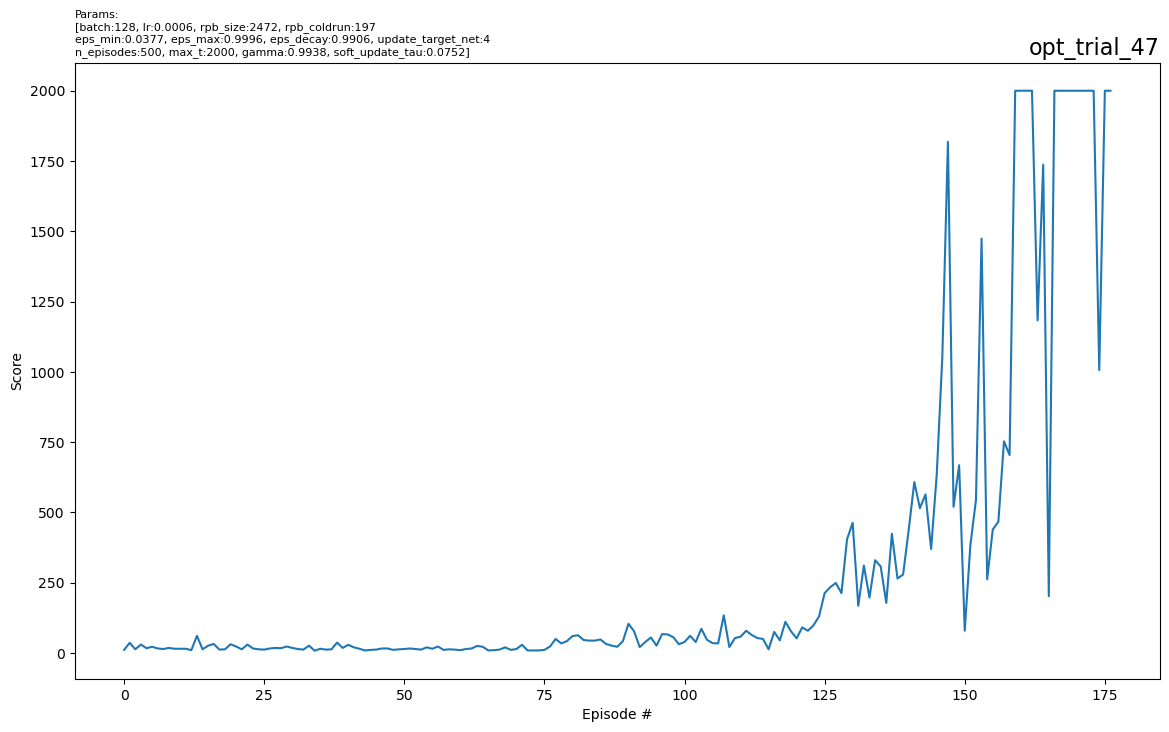 Params:
[batch:128, lr:0.0006, rpb_size:2472, rpb_coldrun:197
eps_min:0.0377, eps_max:0.9996, eps_decay:0.9906, update_target_net:4
n_episodes:500, max_t:2000, gamma:0.9938, soft_update_tau:0.0752]
opt_trial_47
2000
1750
1500
1250
1000
750
500
250
0
Score
0 25 50 75 100 125 150 175
Episode #